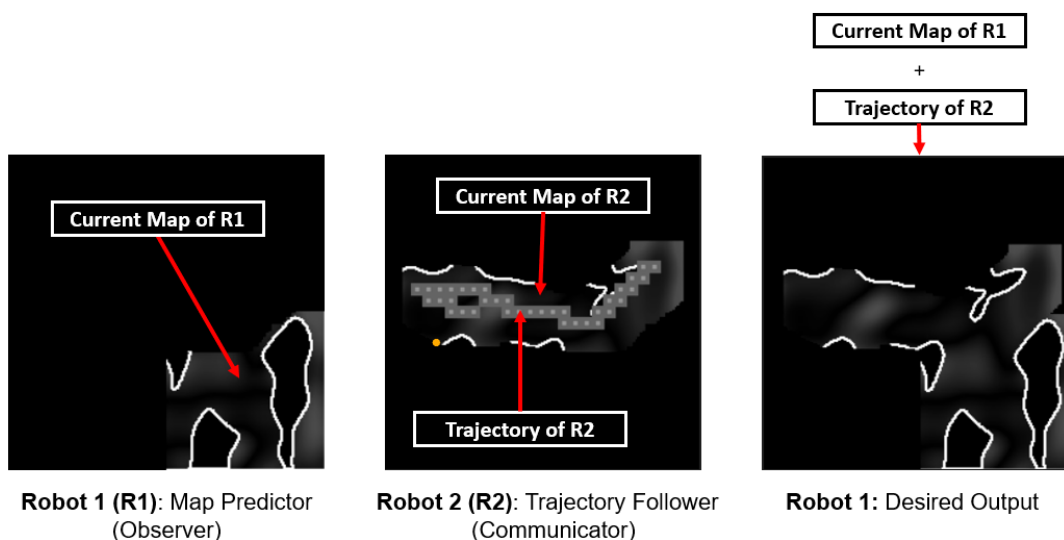 Current Map of R1
+
Trajectory of R2
Current Map of R1
Current Map of R2
Trajectory of R2
Robot 1 (R1): Map Predictor
(Observer)
Robot 2 (R2): Trajectory Follower
(Communicator)
Robot 1: Desired Output